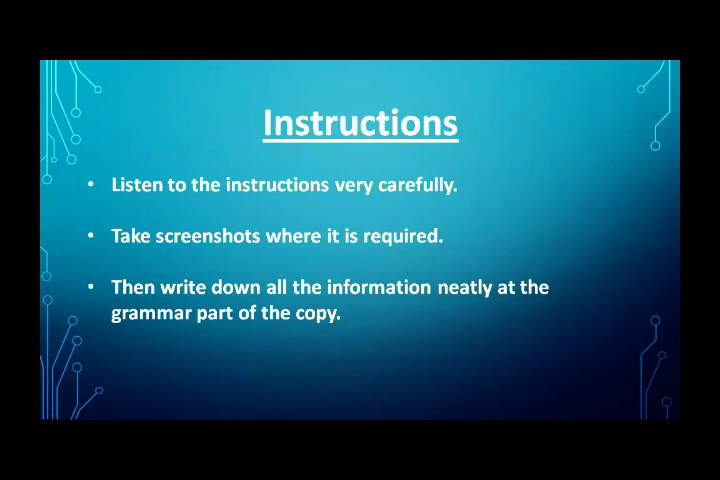 Instructions
• Listen to the instructions very carefully.
• Take screenshots where it is required.
• Then write down all the information neatly at the
grammar part of the copy.